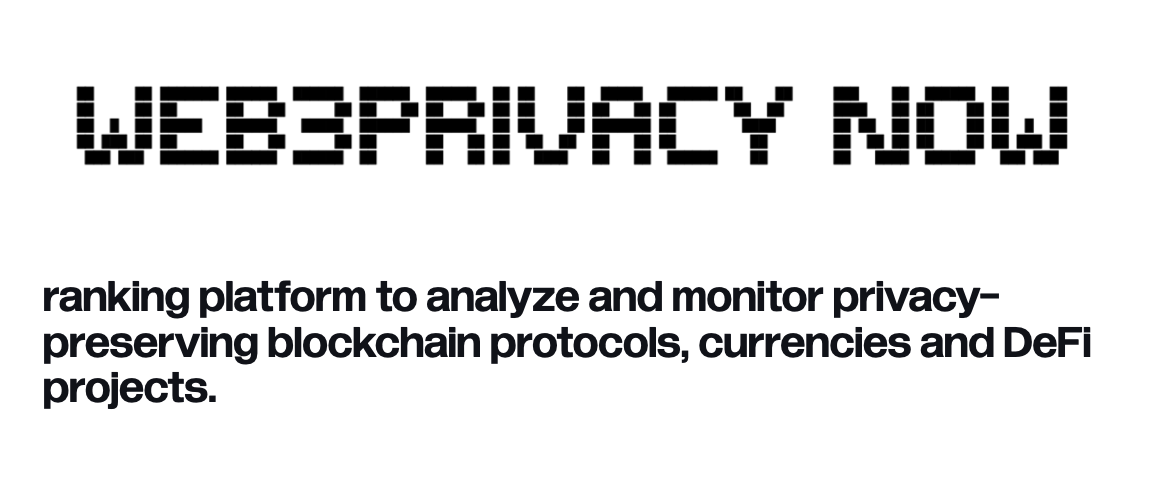 WEB3PRIVACY NOW
ranking platform to analyze and monitor privacy–
preserving blockchain protocols, currencies and DeFi
projects.